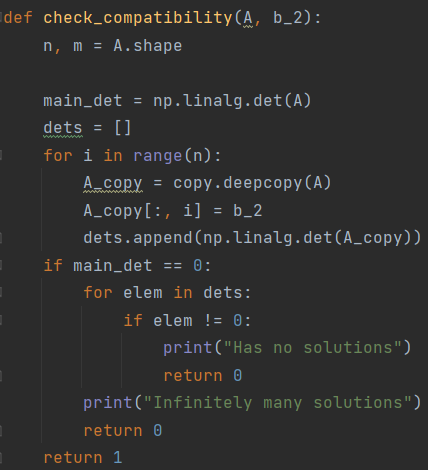 def check_compatibility(A, b_2):
    n, m = A.shape

    main_det = np.linalg.det(A)
    dets = []
    for i in range(n):
        A_copy = copy.deepcopy(A)
        A_copy[:, i] = b_2
        dets.append(np.linalg.det(A_copy))
    if main_det == 0:
        for elem in dets:
            if elem != 0:
                print("Has no solutions")
                return 0
        print("Infinitely many solutions")
        return 0
    return 1